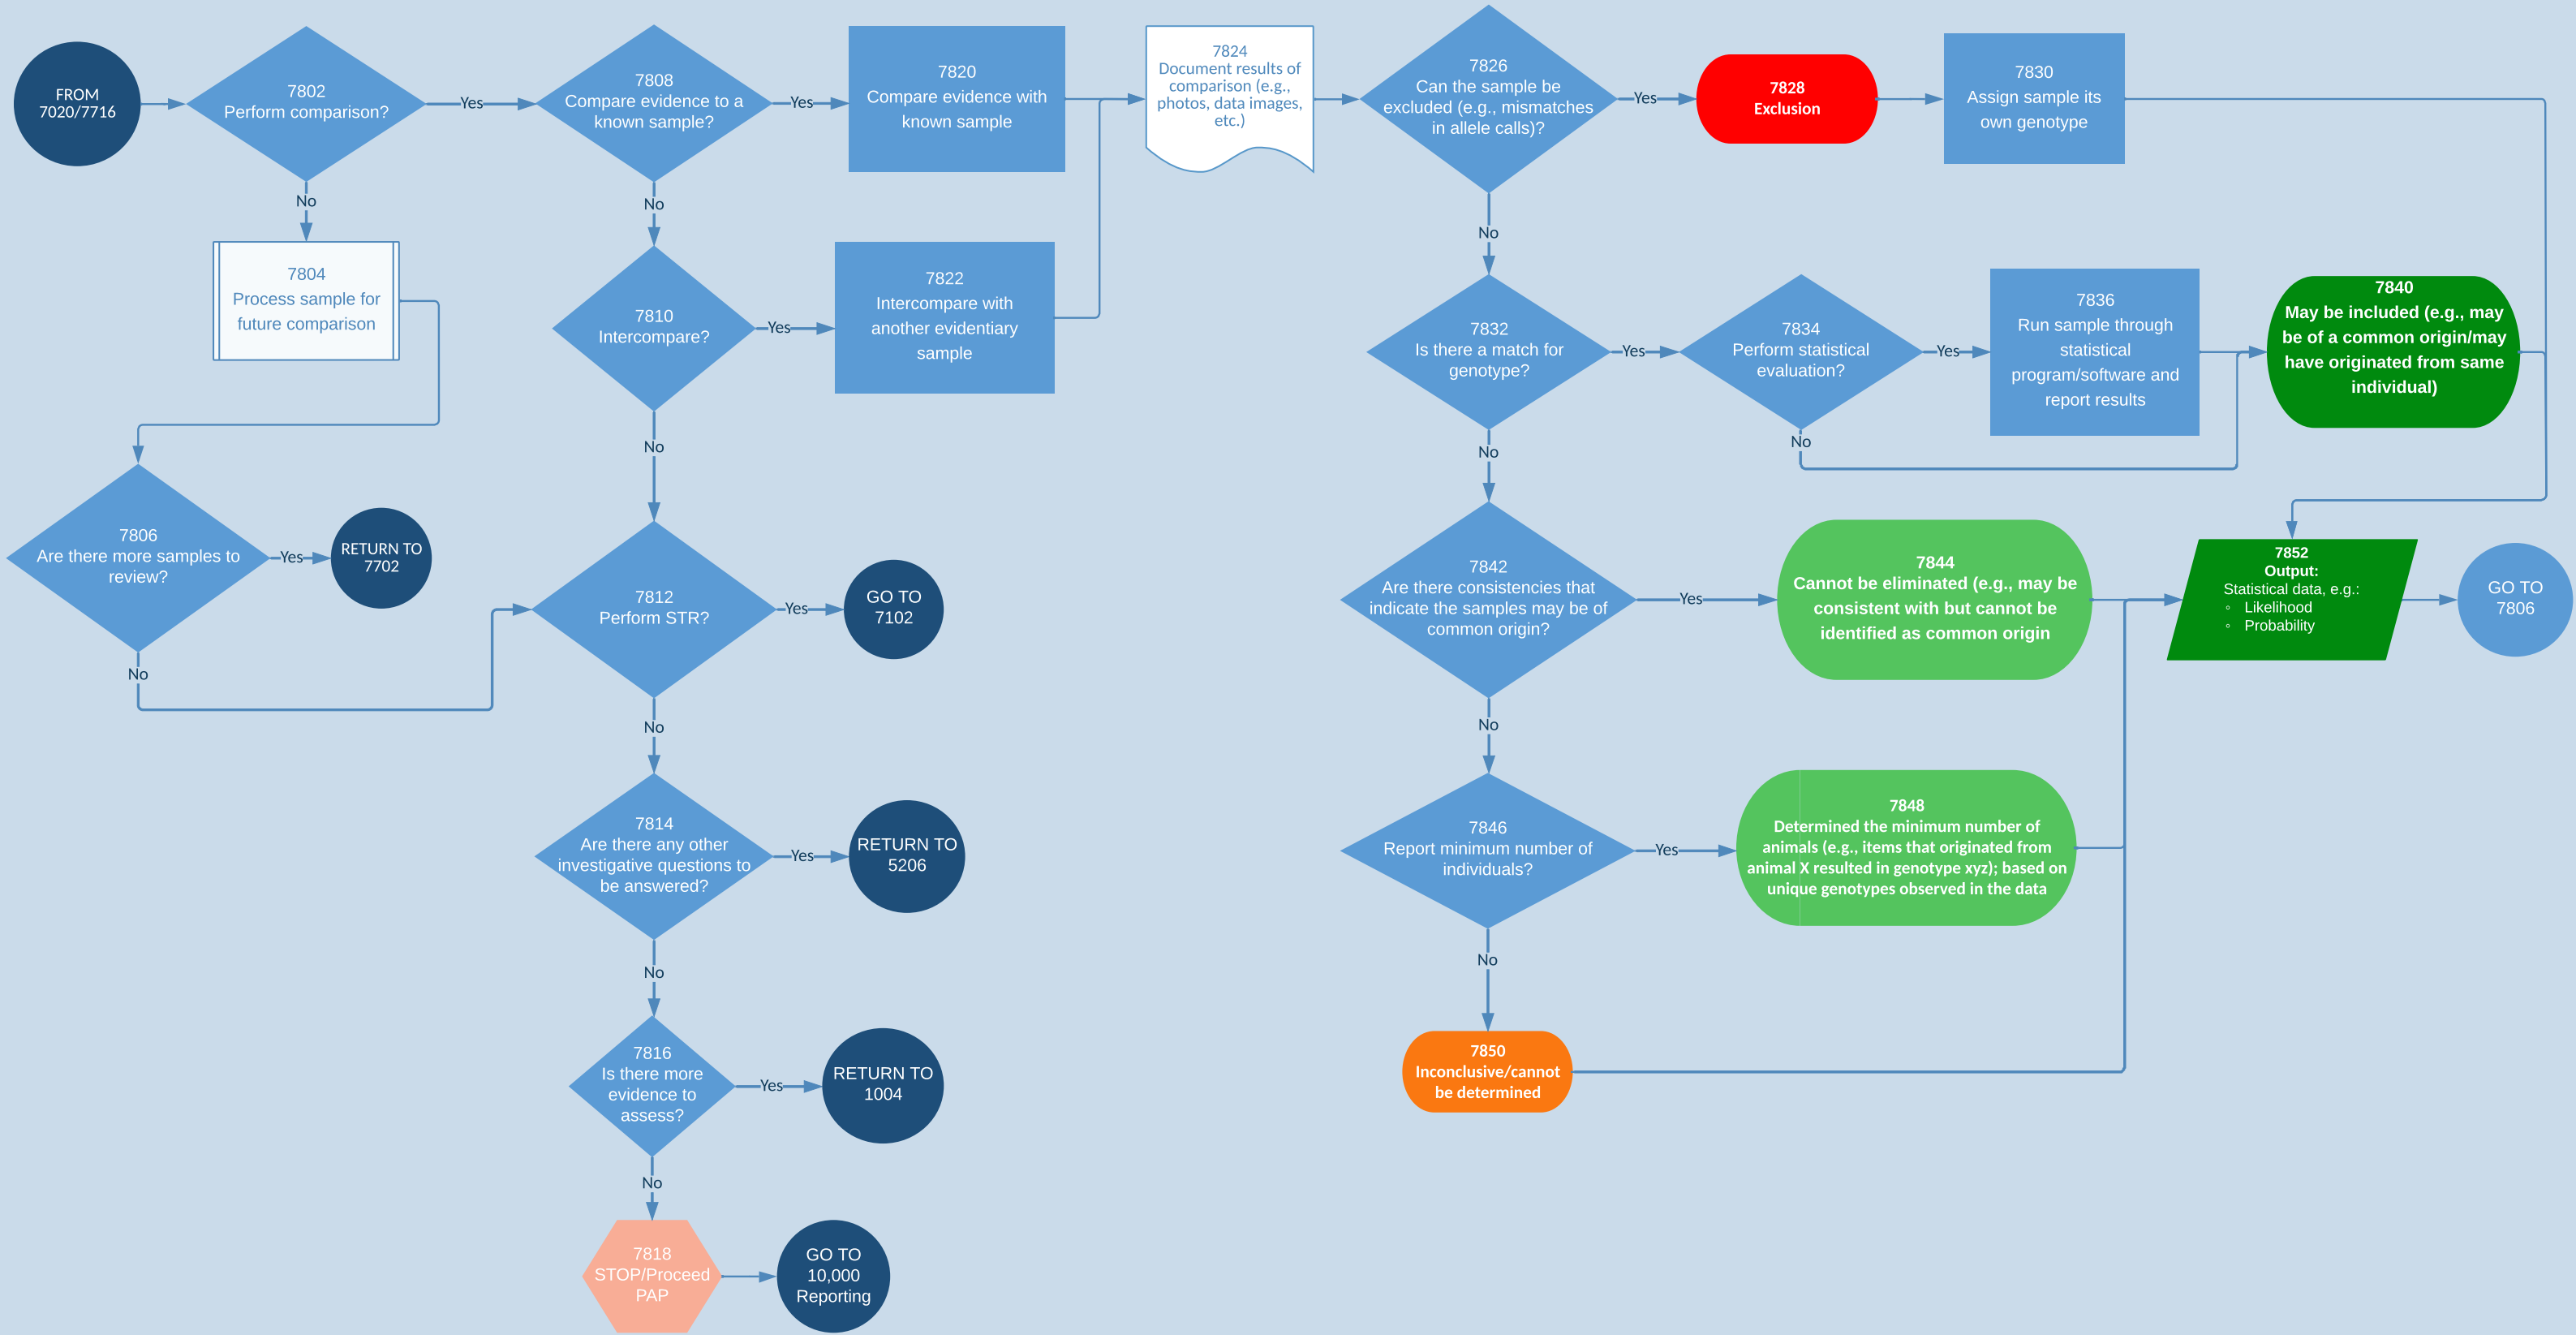 FROM
7020/7716
7802
Perform comparison?
Yes
No
7804
Process sample for
future comparison
7806
Are there more samples to
review?
Yes
RETURN TO
7702
No
7808
Compare evidence to a
known sample?
Yes
No
7810
Intercompare?
Yes
No
7812
Perform STR?
Yes
GO TO
7102
No
7814
Are there any other
investigative questions to
be answered?
Yes
RETURN TO
5206
No
7816
Is there more
evidence to
assess?
Yes
RETURN TO
1004
No
7818
STOP/Proceed
PAP
GO TO
10,000
Reporting
7820
Compare evidence with
known sample
7822
Intercompare with
another evidentiary
sample
7824
Document results of
comparison (e.g.,
photos, data images,
etc.)
7826
Can the sample be
excluded (e.g., mismatches
in allele calls)?
Yes
No
7828
Exclusion
7830
Assign sample its
own genotype
7832
Is there a match for
genotype?
Yes
No
7834
Perform statistical
evaluation?
Yes
No
7836
Run sample through
statistical
program/software and
report results
7840
May be included (e.g., may
be of a common origin/may
have originated from same
individual)
7842
Are there consistencies that
indicate the samples may be of
common origin?
Yes
No
7844
Cannot be eliminated (e.g., may be
consistent with but cannot be
identified as common origin
7846
Report minimum number of
individuals?
Yes
No
7848
Determined the minimum number of
animals (e.g., items that originated from
animal X resulted in genotype xyz); based on
unique genotypes observed in the data
7850
Inconclusive/cannot
be determined
7852
Output:
Statistical data, e.g.:
◦ Likelihood
◦ Probability
GO TO
7806